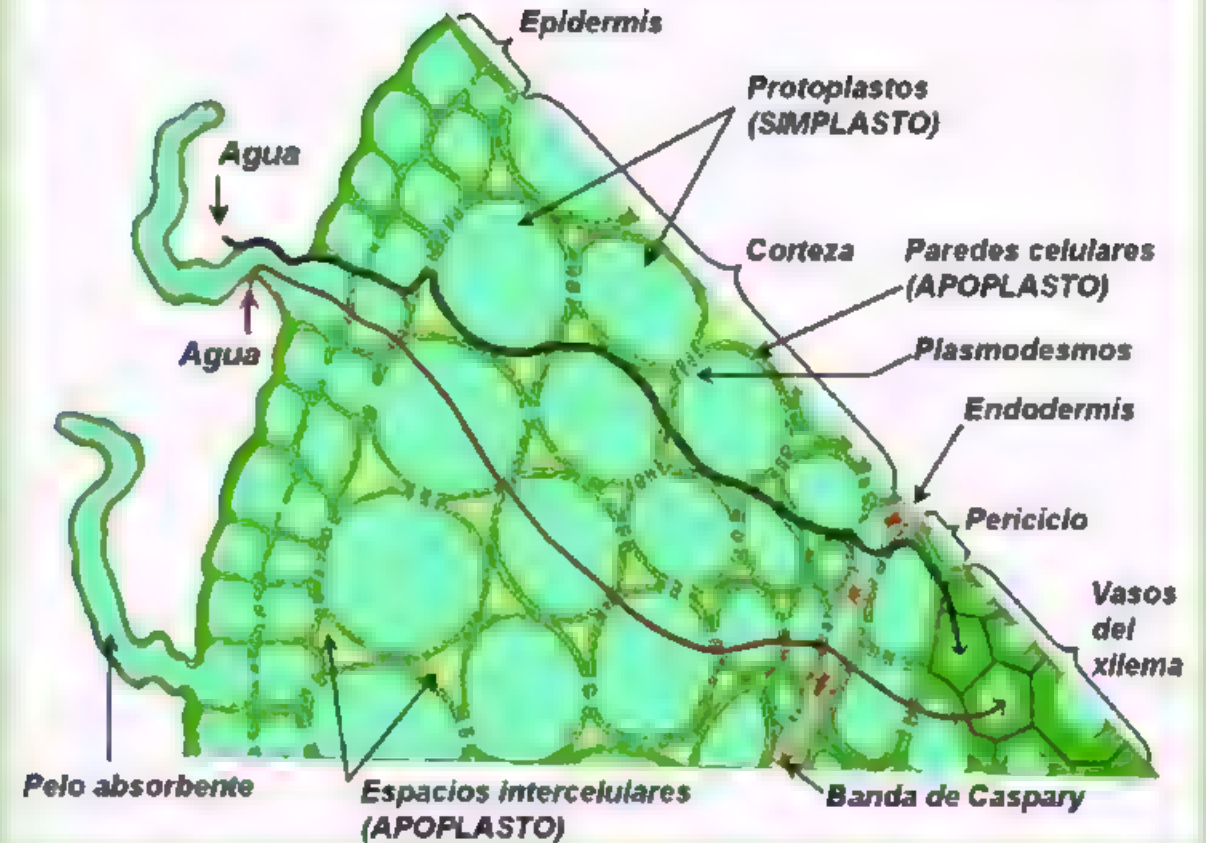 Epidermis
Protoplastos
(SIMPLASTO)
Agua
Corteza
Paredes celulares
(APOPLASTO)
Agua
Plasmodesmos
Endodermis
Periciclo
Vasos
del
xilema
Pelo absorbente
Espacios intercelulares
(APOPLASTO)
Banda de Caspary